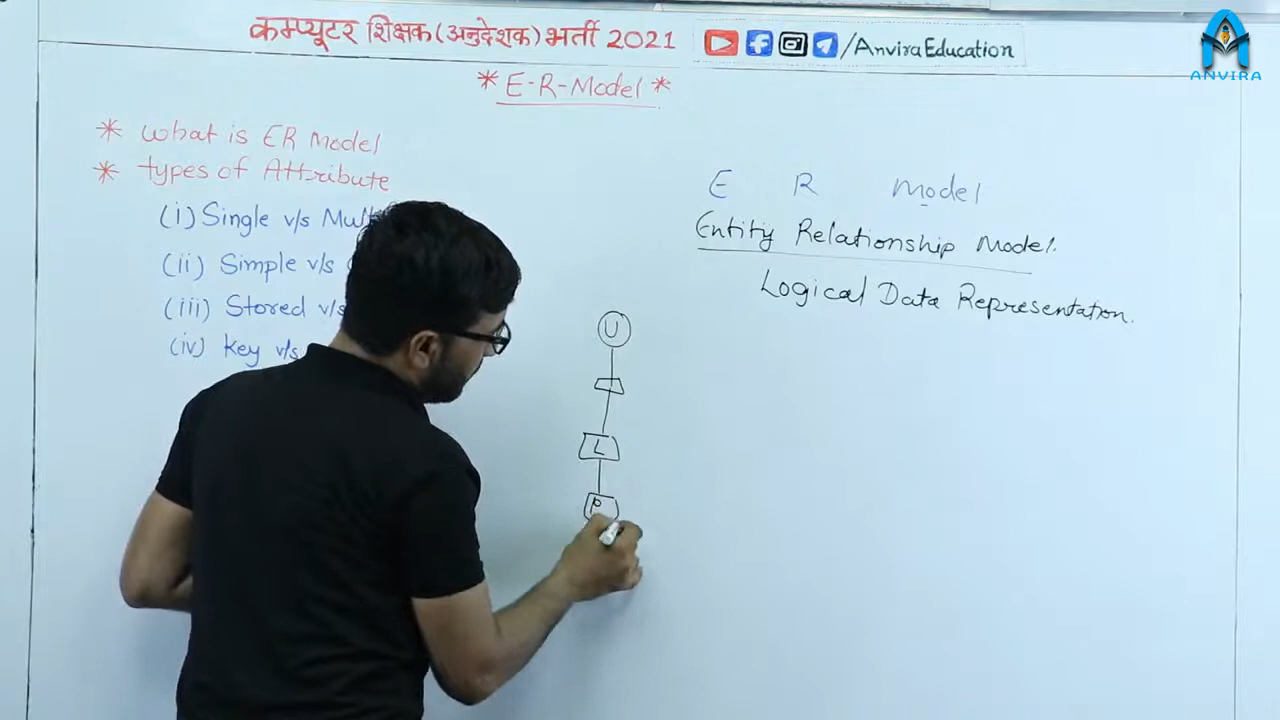 कम्प्यूटर शिक्षक (अनुदेशक) भर्ती 2021
/AnviraEducation
ANVIRA
* E-R-Model *
* what is ER Model
* types of Attribute
(i) Single v/s
(ii) Simple v/s
(iii) Stored v/s
(iv) Key v/s
E R Model
Entity Relationship Model.
Logical Data Representation.
U
L
P